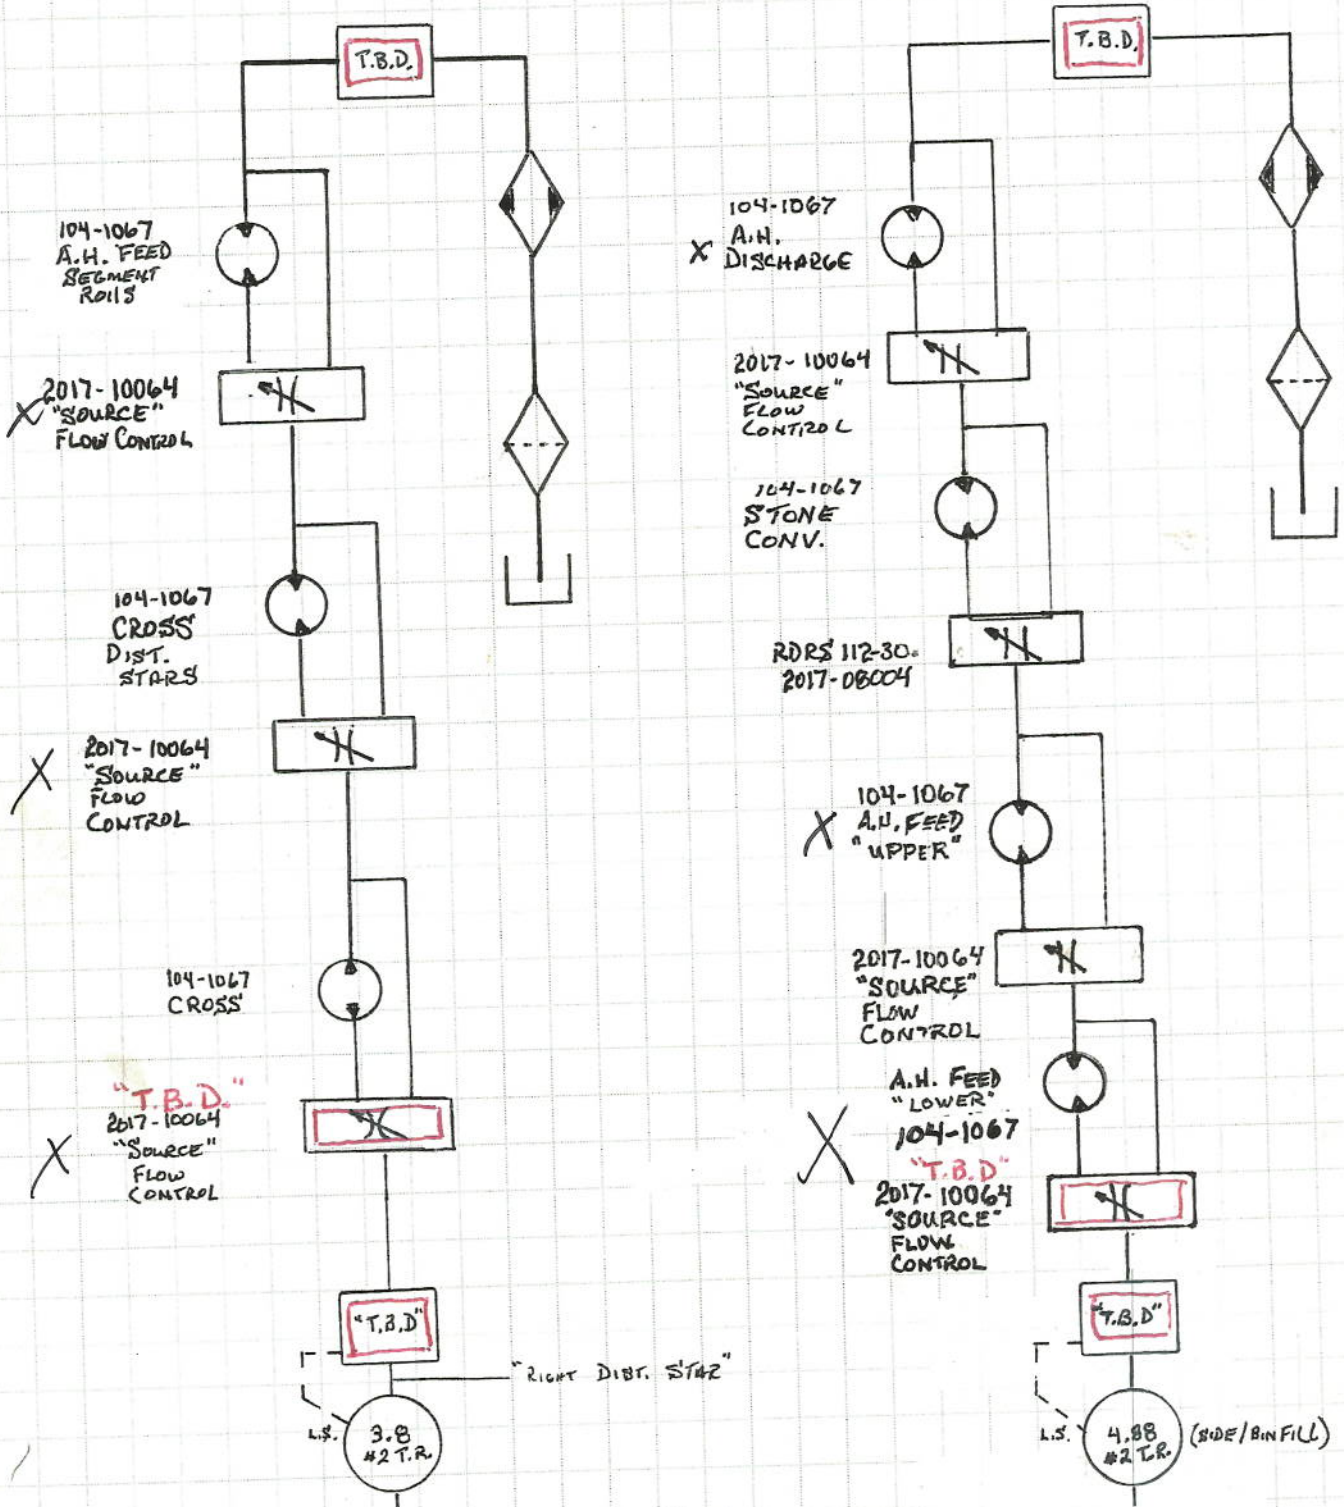 T.B.D.
104-1067
A.H. FEED
SEGMENT
ROLLS
2017-10064
"SOURCE"
FLOW CONTROL
104-1067
CROSS
DIST.
STARS
2017-10064
"SOURCE"
FLOW
CONTROL
104-1067
CROSS
"T.B.D."
2017-10064
"SOURCE"
FLOW
CONTROL
"T.B.D"
"RIGHT DIST. STAR"
L.S.
3.8
#2 T.R.
T.B.D.
104-1067
A.H.
DISCHARGE
2017-10064
"SOURCE"
FLOW
CONTROL
104-1067
STONE
CONV.
RDRS 112-30.
2017-08004
104-1067
A.H. FEED
"UPPER"
2017-10064
"SOURCE"
FLOW
CONTROL
A.H. FEED
"LOWER"
104-1067
"T.B.D"
2017-10064
"SOURCE"
FLOW
CONTROL
"T.B.D"
L.S.
4.88
#2 T.R.
(SIDE/BIN FILL)